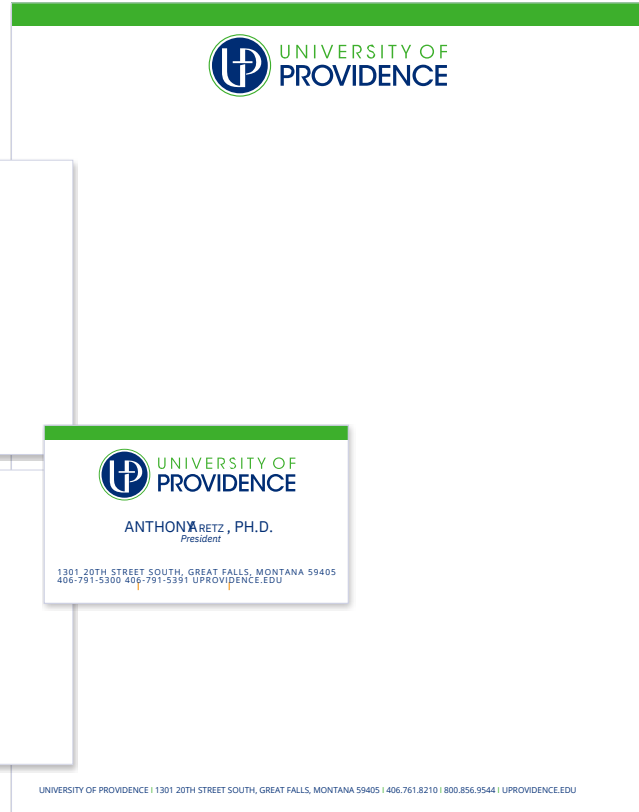 UP
UNIVERSITY OF
PROVIDENCE
UP
UNIVERSITY OF
PROVIDENCE
ANTHONY ARETZ, PH.D.
President
1301 20TH STREET SOUTH, GREAT FALLS, MONTANA 59405
406-791-5300 406-791-5391 UPROVIDENCE.EDU
UNIVERSITY OF PROVIDENCE | 1301 20TH STREET SOUTH, GREAT FALLS, MONTANA 59405 | 406.761.8210 | 800.856.9544 | UPROVIDENCE.EDU